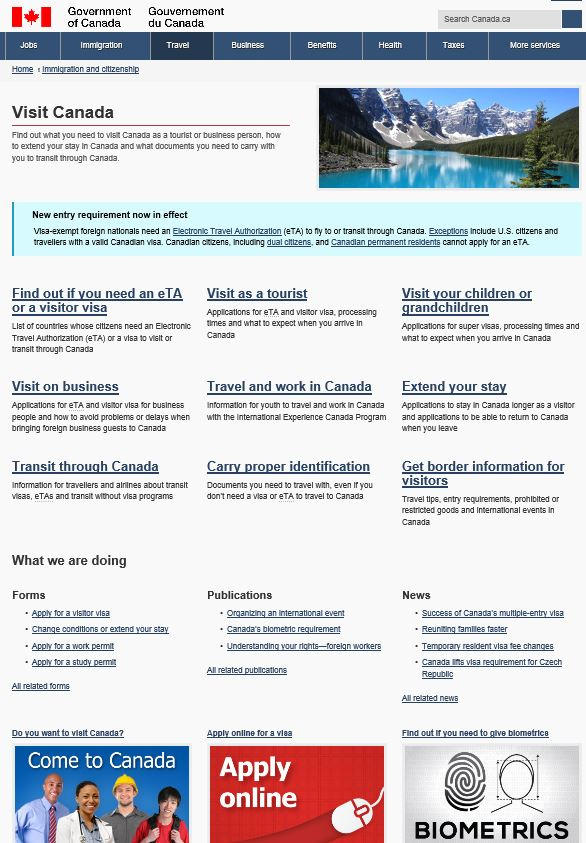 Government of Canada
Gouvernement du Canada
Search Canada.ca
Jobs
Immigration
Travel
Business
Benefits
Health
Taxes
More services
Home
Immigration and citizenship
Visit Canada
Find out what you need to visit Canada as a tourist or business person, how
to extend your stay in Canada and what documents you need to carry with
you to transit through Canada.
New entry requirement now in effect
Visa-exempt foreign nationals need an Electronic Travel Authorization (eTA) to fly to or transit through Canada. Exceptions include U.S. citizens and
travellers with a valid Canadian visa. Canadian citizens, including dual citizens, and Canadian permanent residents cannot apply for an eTA.
Find out if you need an eTA
or a visitor visa
List of countries whose citizens need an Electronic
Travel Authorization (eTA) or a visa to visit or
transit through Canada
Visit as a tourist
Applications for eTA and visitor visa, processing
times and what to expect when you arrive in
Canada
Visit your children or
grandchildren
Applications for super visas, processing times and
what to expect when you arrive in Canada
Visit on business
Applications for eTA and visitor visa for business
people and how to avoid problems or delays when
bringing foreign business guests to Canada
Travel and work in Canada
Information for youth to travel and work in Canada
with the International Experience Canada Program
Extend your stay
Applications to stay in Canada longer as a visitor
and applications to be able to return to Canada
when you leave
Transit through Canada
Information for travellers and airlines about transit
visas, eTAs and transit without visa programs
Carry proper identification
Documents you need to travel with, even if you
don't need a visa or eTA to travel to Canada
Get border information for
visitors
Travel tips, entry requirements, prohibited or
restricted goods and international events in
Canada
What we are doing
Forms
• Apply for a visitor visa
• Change conditions or extend your stay
• Apply for a work permit
• Apply for a study permit
All related forms
Publications
• Organizing an international event
• Canada's biometric requirement
• Understanding your rights—foreign workers
All related publications
News
• Success of Canada's multiple-entry visa
• Reuniting families faster
• Temporary resident visa fee changes
• Canada lifts visa requirement for Czech
Republic
All related news
Do you want to visit Canada?
Come to Canada
Apply online for a visa
Apply
online
Find out if you need to give biometrics
BIOMETRICS